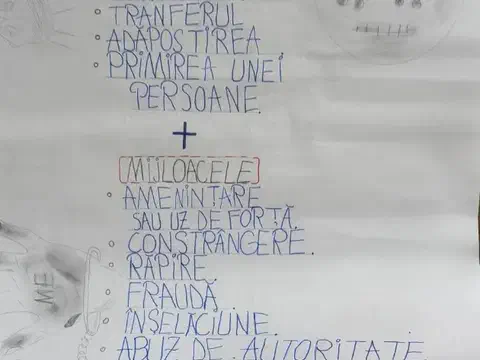 TRANFERUL
ADĂPOSTIREA
PRIMIREA UNEI
PERSOANE.
+
MIJLOACELE
AMENINȚARE
SAU UZ DE FORȚĂ.
CONSTRÂNGERE.
RĂPIRE
FRAUDĂ
ÎNȘELĂCIUNE.
ABUZ DE AUTORITATE
ME